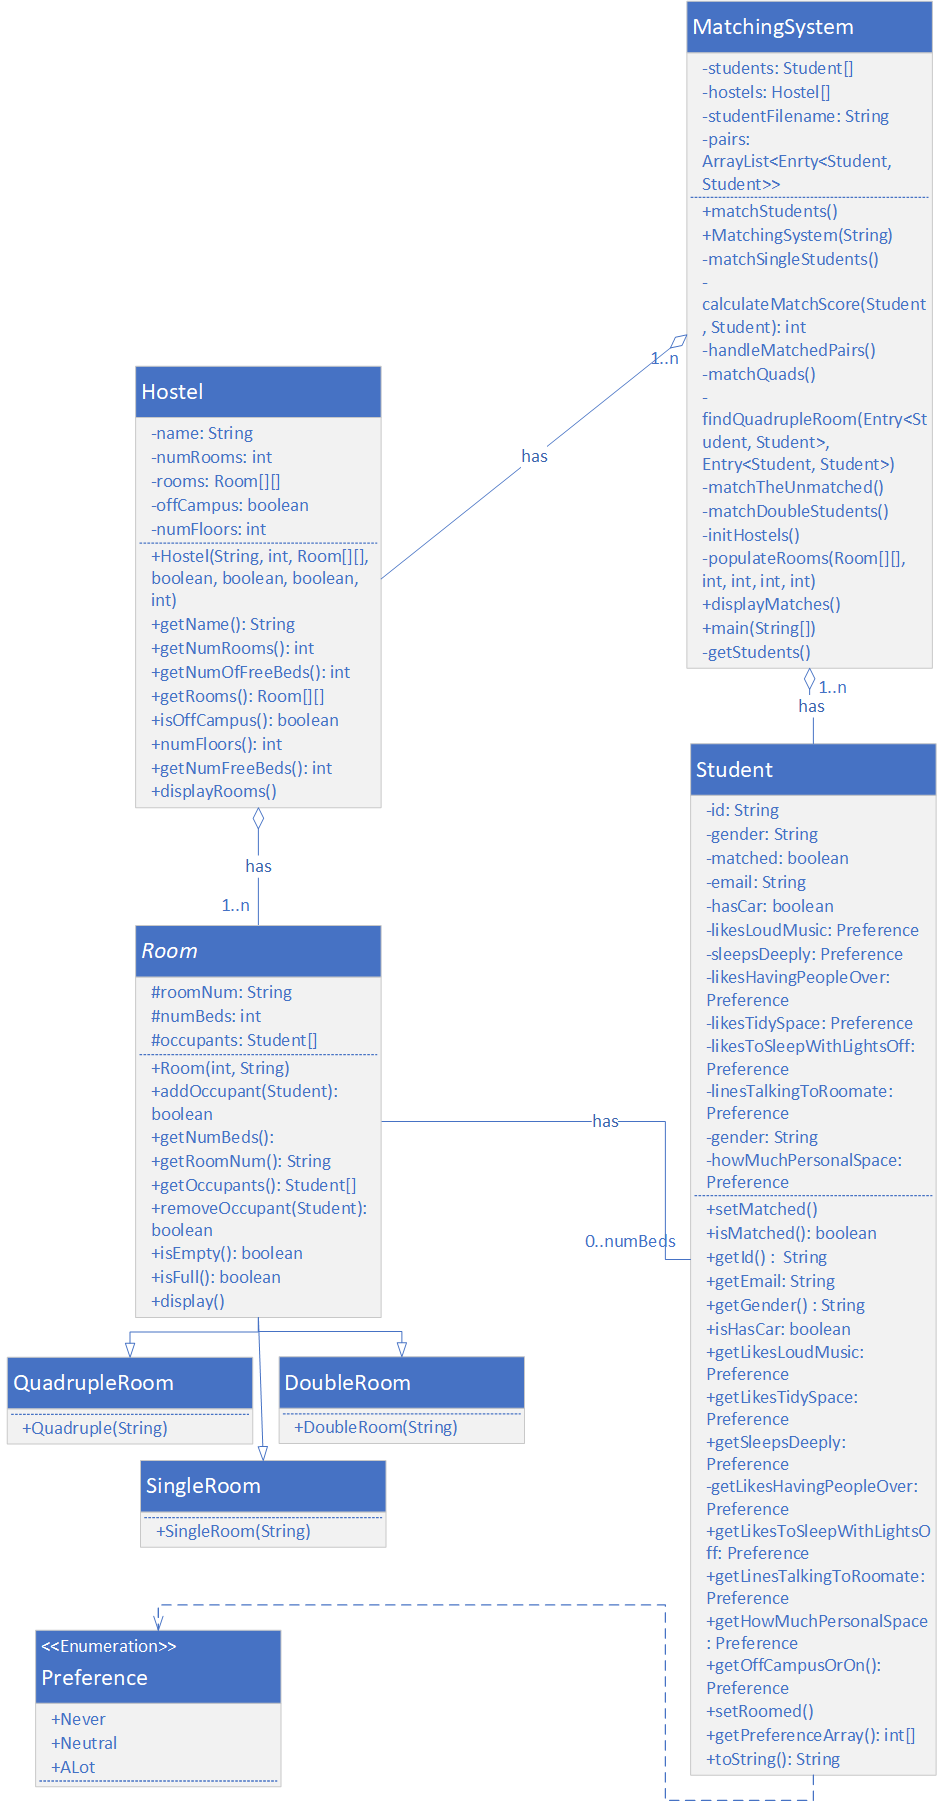 MatchingSystem
-students: Student[]
-hostels: Hostel[]
-studentFilename: String
-pairs:
ArrayList<Enrty<Student,
Student>>
+matchStudents()
+MatchingSystem(String)
-matchSingleStudents()
-
calculateMatchScore(Student
, Student): int
-handleMatchedPairs()
-matchQuads()
-
findQuadrupleRoom(Entry<St
udent, Student>,
Entry<Student, Student>)
-matchTheUnmatched()
-matchDoubleStudents()
-initHostels()
-populateRooms(Room[][],
int, int, int, int)
+displayMatches()
+main(String[])
-getStudents()
1..n
has
Hostel
-name: String
-numRooms: int
-rooms: Room[][]
-offCampus: boolean
-numFloors: int
+Hostel(String, int, Room[][],
boolean, boolean, boolean,
int)
+getName(): String
+getNumRooms(): int
+getNumOfFreeBeds(): int
+getRooms(): Room[][]
+isOffCampus(): boolean
+numFloors(): int
+getNumFreeBeds(): int
+displayRooms()
has
1..n
1..n
has
Room
#roomNum: String
#numBeds: int
#occupants: Student[]
+Room(int, String)
+addOccupant(Student):
boolean
+getNumBeds():
+getRoomNum(): String
+getOccupants(): Student[]
+removeOccupant(Student):
boolean
+isEmpty(): boolean
+isFull(): boolean
+display()
has
0..numBeds
Student
-id: String
-gender: String
-matched: boolean
-email: String
-hasCar: boolean
-likesLoudMusic: Preference
-sleepsDeeply: Preference
-likesHavingPeopleOver:
Preference
-likesTidySpace: Preference
-likesToSleepWithLightsOff:
Preference
-linesTalkingToRoomate:
Preference
-gender: String
-howMuchPersonalSpace:
Preference
+setMatched()
+isMatched(): boolean
+getId() : String
+getEmail: String
+getGender() : String
+isHasCar: boolean
+getLikesLoudMusic:
Preference
+getLikesTidySpace:
Preference
+getSleepsDeeply:
Preference
-getLikesHavingPeopleOver:
Preference
+getLikesToSleepWithLightsO
ff: Preference
+getLinesTalkingToRoomate:
Preference
+getHowMuchPersonalSpace
: Preference
+getOffCampusOrOn():
Preference
+setRoomed()
+getPreferenceArray(): int[]
+toString(): String
QuadrupleRoom
+Quadruple(String)
DoubleRoom
+DoubleRoom(String)
SingleRoom
+SingleRoom(String)
<<Enumeration>>
Preference
+Never
+Neutral
+ALot